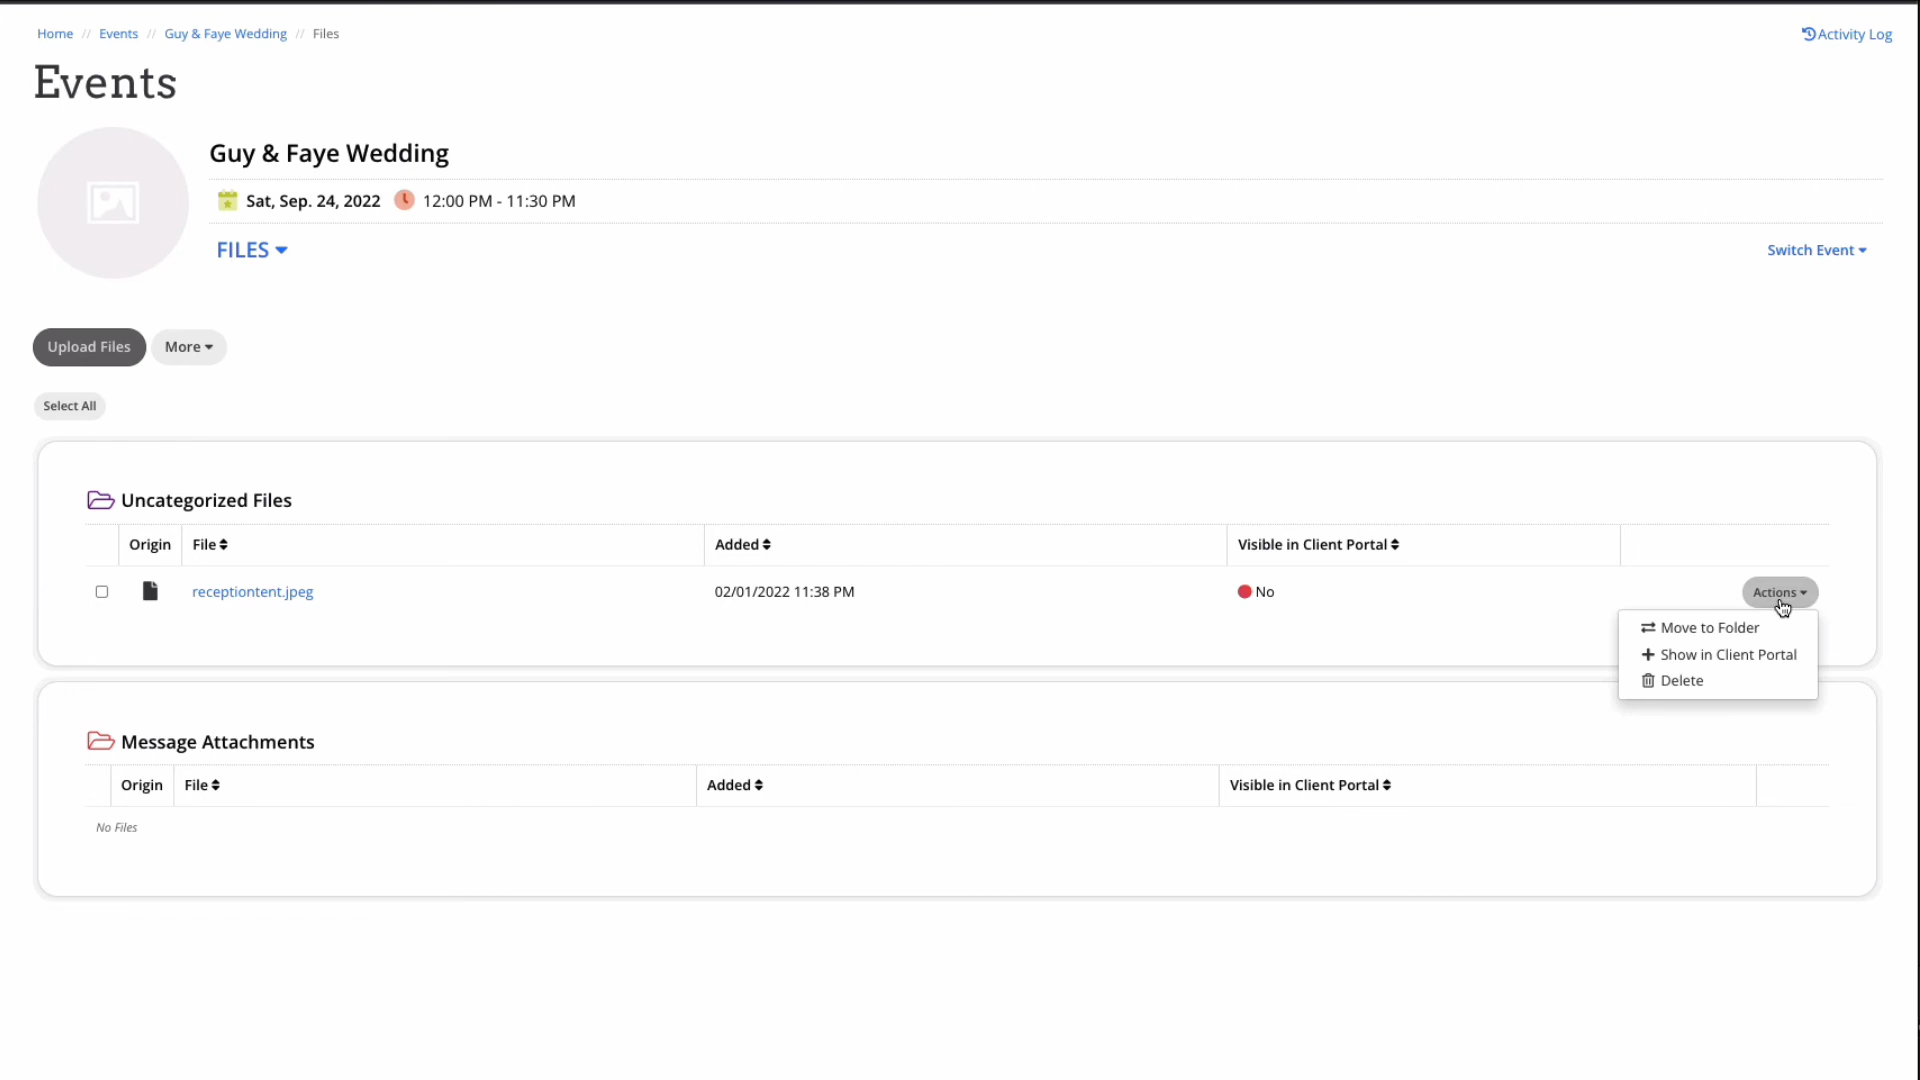 Home // Events // Guy & Faye Wedding // Files
Activity Log
Events
Guy & Faye Wedding
Sat, Sep. 24, 2022 12:00 PM - 11:30 PM
FILES
Switch Event
Upload Files More
Select All
Uncategorized Files
Origin File Added Visible in Client Portal
receptiontent.jpeg 02/01/2022 11:38 PM No Actions
Move to Folder
Show in Client Portal
Delete
Message Attachments
Origin File Added Visible in Client Portal
No Files